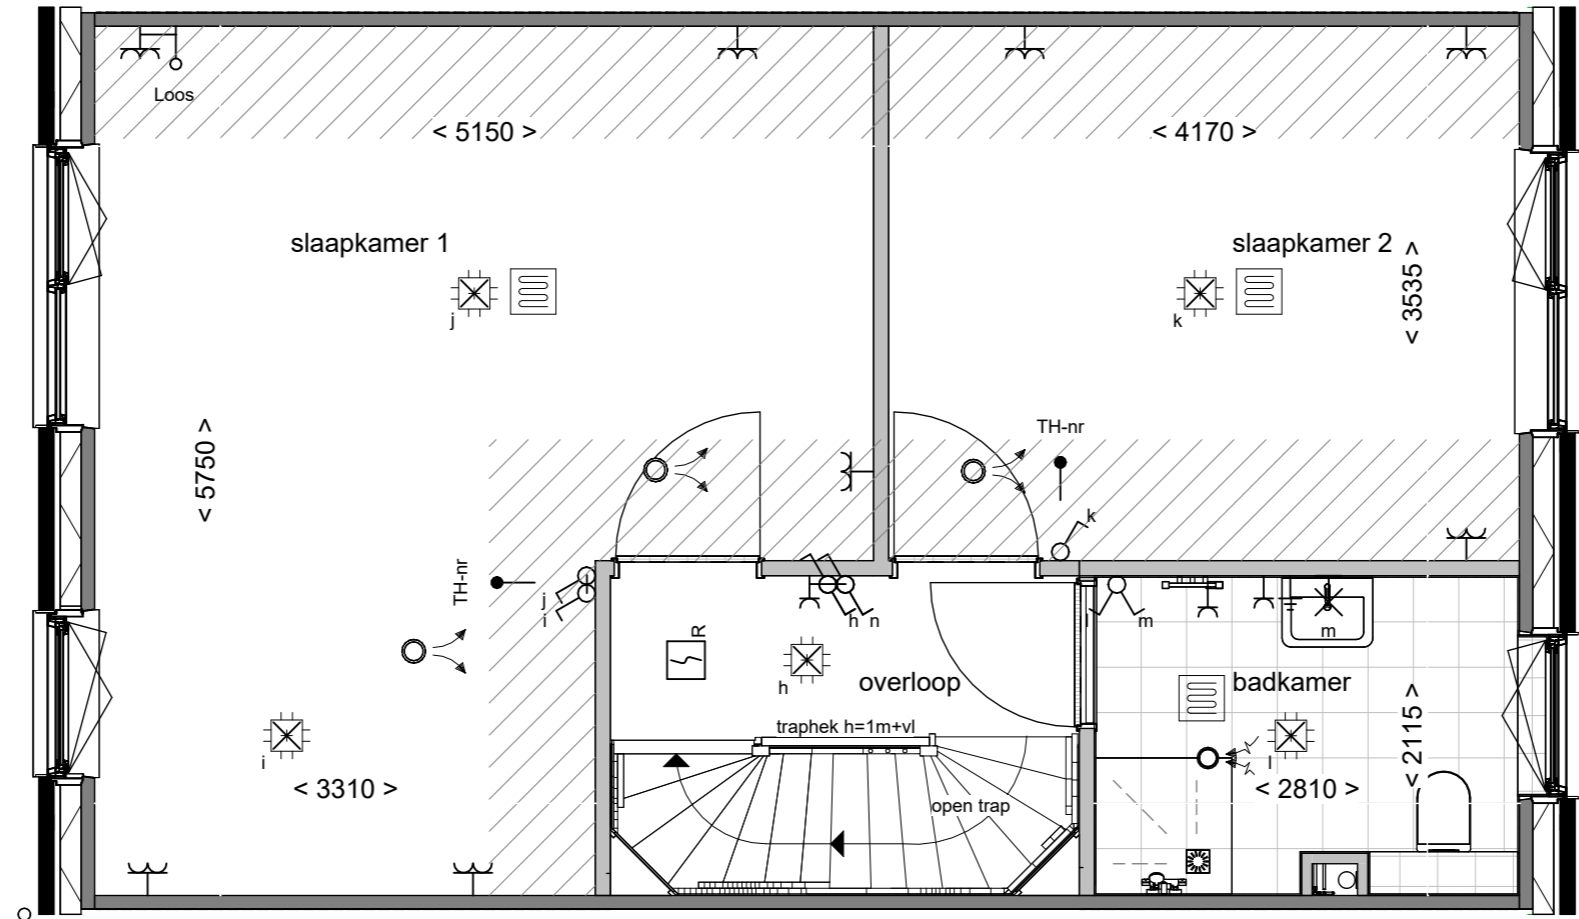 Loos
< 5150 >
< 4170 >
slaapkamer 1
slaapkamer 2
< 3535 >
j
k
< 5750 >
TH-nr
k
TH-nr
j
i
h n
l
m
m
R
h
overloop
badkamer
traphek h=1m+vl
i
l
< 2115 >
< 3310 >
< 2810 >
open trap